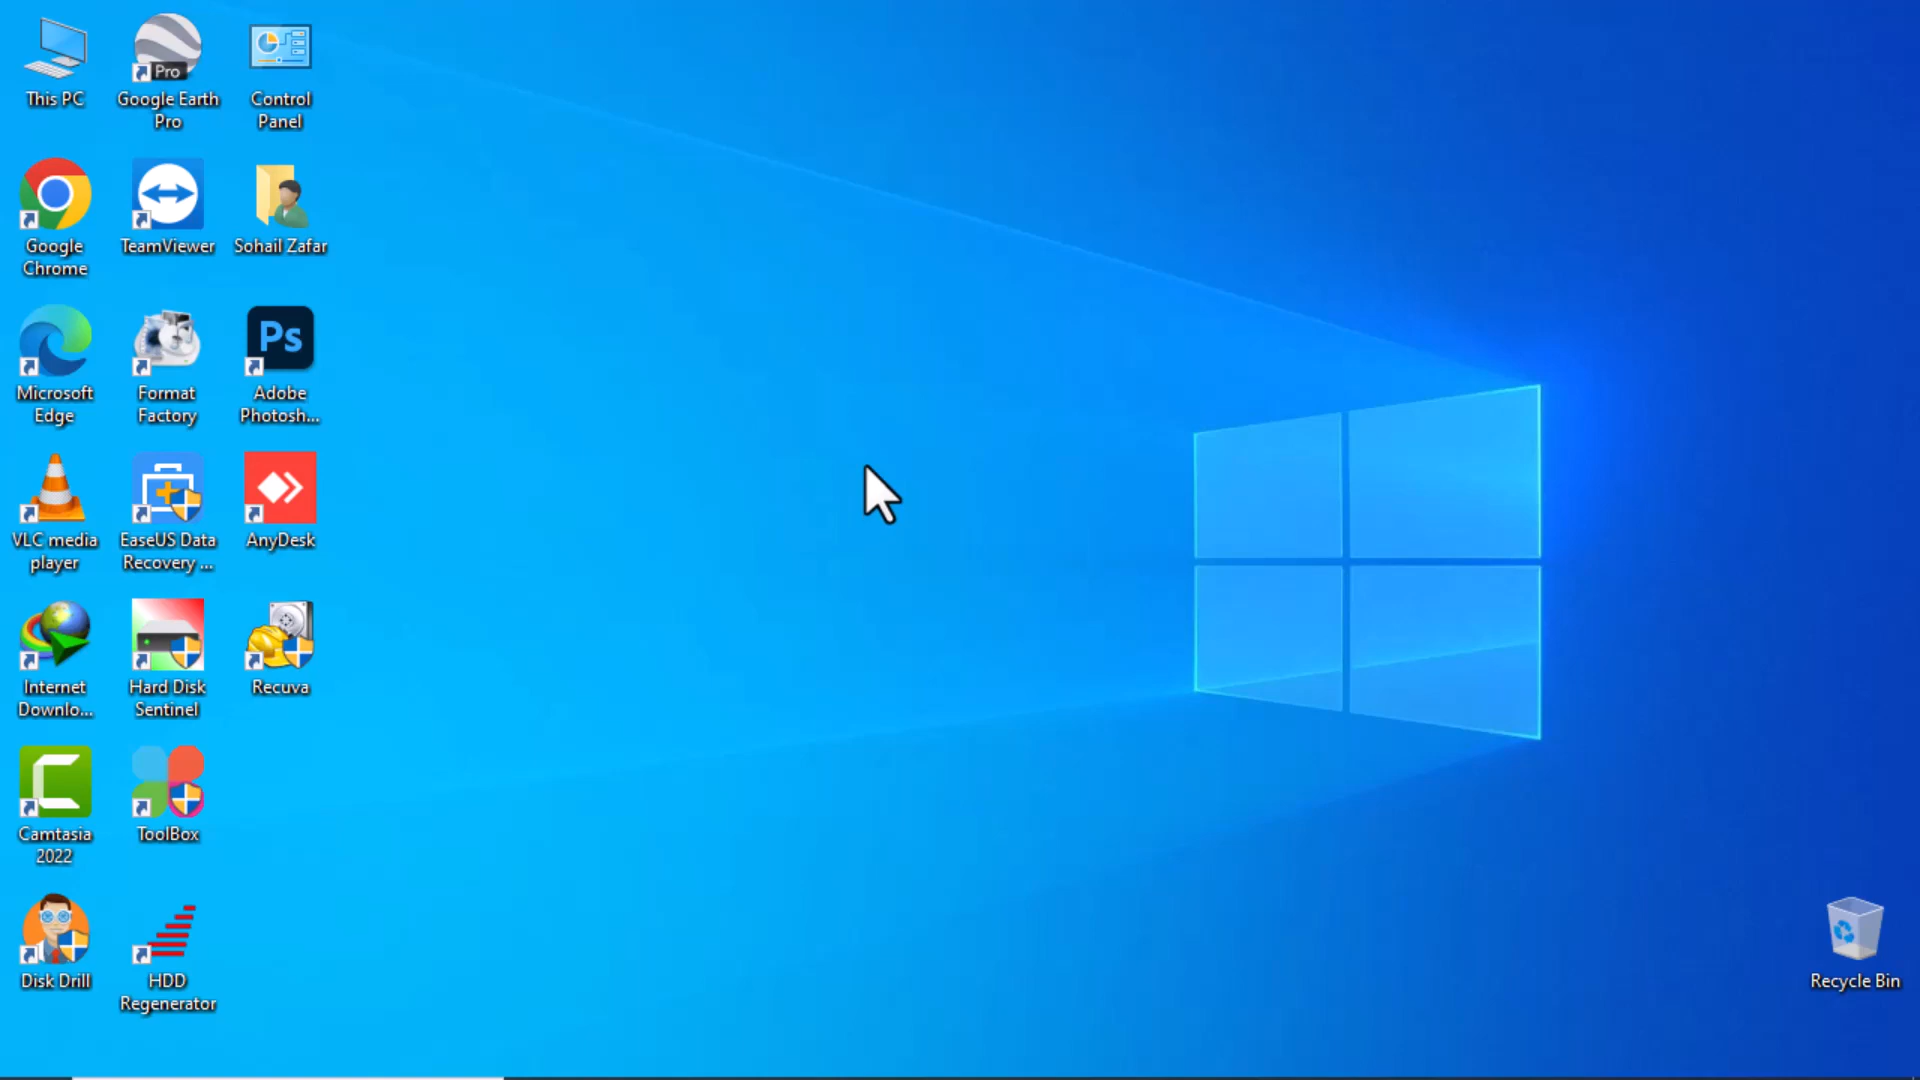 This PC
Pro
Google Earth
Pro
Control
Panel
Google
Chrome
TeamViewer
Sohail Zafar
Microsoft
Edge
Format
Factory
Ps
Adobe
Photosh...
VLC media
player
EaseUS Data
Recovery ...
AnyDesk
Internet
Downlo...
Hard Disk
Sentinel
Recuva
Camtasia
2022
ToolBox
Disk Drill
HDD
Regenerator
Recycle Bin